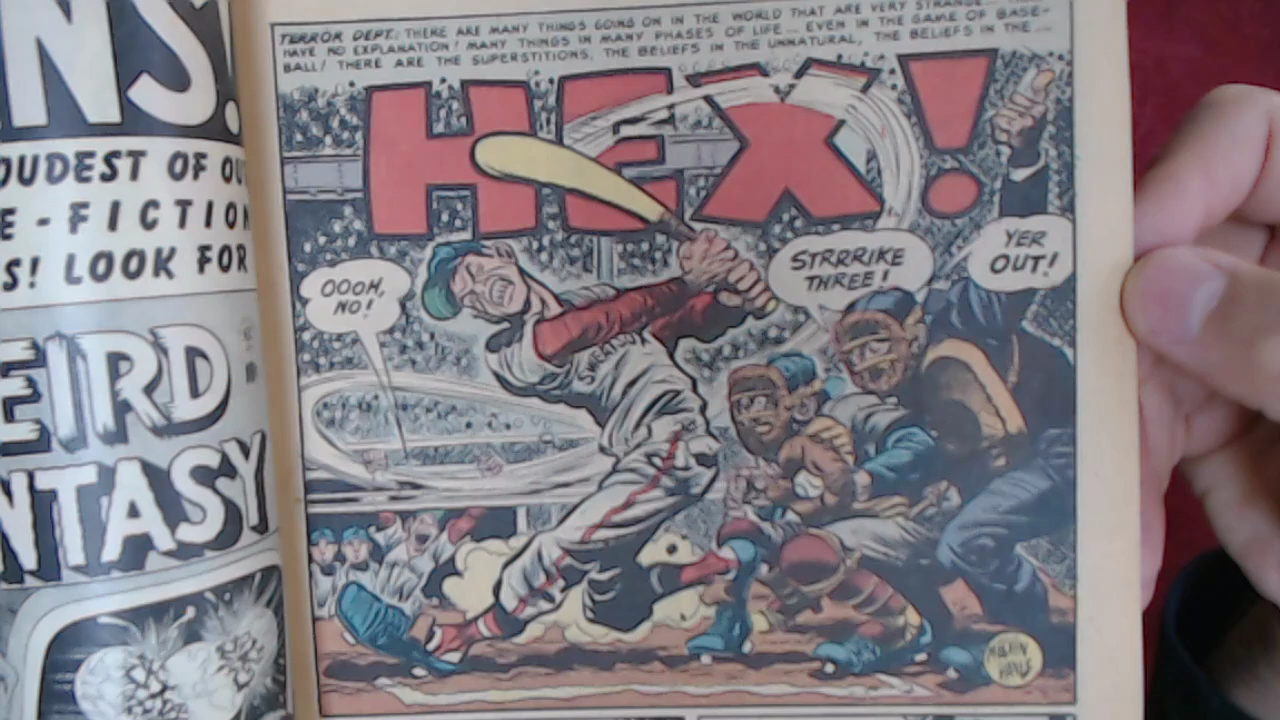 NS!
OUDEST OF OU
E-FICTION
S! LOOK FOR
EIRD
NTASY
TERROR DEPT.: THERE ARE MANY THINGS GOING ON IN THE WORLD THAT ARE VERY STRANGE...
HAVE NO EXPLANATION! MANY THINGS IN MANY PHASES OF LIFE... EVEN IN THE GAME OF BASE-
BALL! THERE ARE THE SUPERSTITIONS, THE BELIEFS IN THE UNNATURAL, THE BELIEFS IN THE...
HEX!
YER
OUT!
STRRRIKE
THREE!
OOOH,
NO!